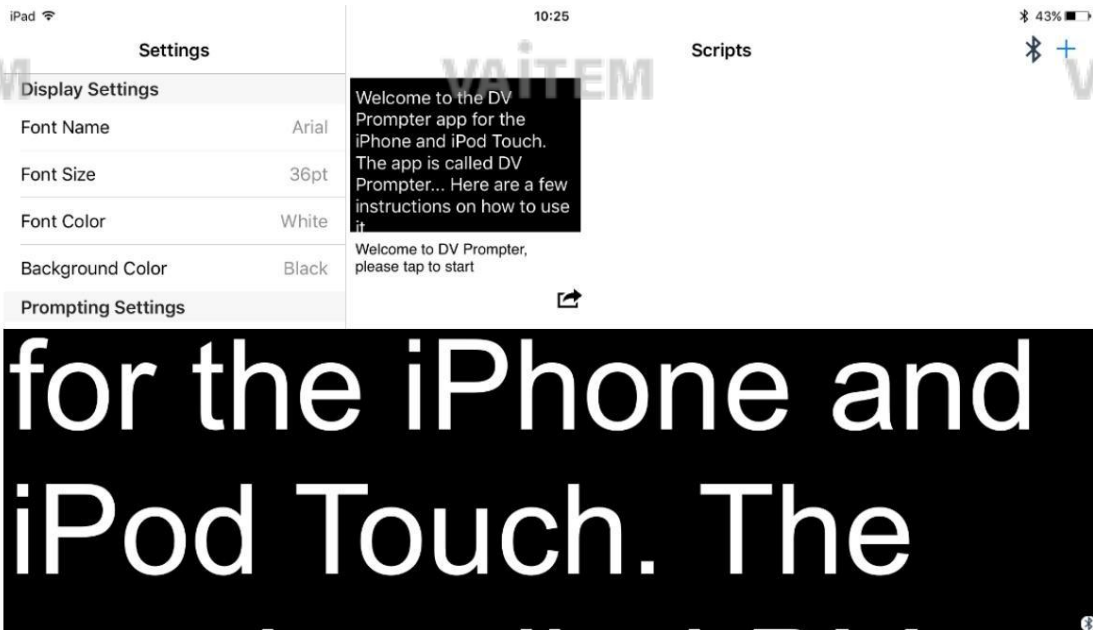 iPad 10:25 43%
Settings
Scripts
VAITEM
Display Settings
Font Name Arial
Font Size 36pt
Font Color White
Background Color Black
Prompting Settings
Welcome to the DV
Prompter app for the
iPhone and iPod Touch.
The app is called DV
Prompter... Here are a few
instructions on how to use
it
Welcome to DV Prompter,
please tap to start
for the iPhone and
iPod Touch. The